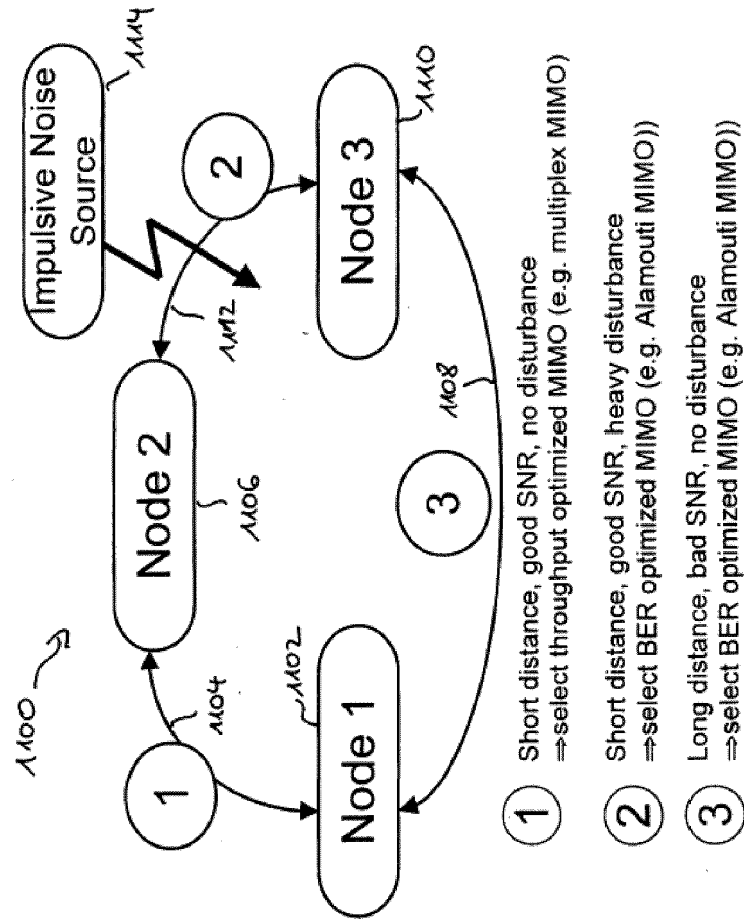 1100
Impulsive Noise
Source
1114
1
1104
Node 2
1106
1112
2
Node 1
1102
3
1108
Node 3
1110
1 Short distance, good SNR, no disturbance
⇒select throughput optimized MIMO (e.g. multiplex MIMO)
2 Short distance, good SNR, heavy disturbance
⇒select BER optimized MIMO (e.g. Alamouti MIMO))
3 Long distance, bad SNR, no disturbance
⇒select BER optimized MIMO (e.g. Alamouti MIMO))